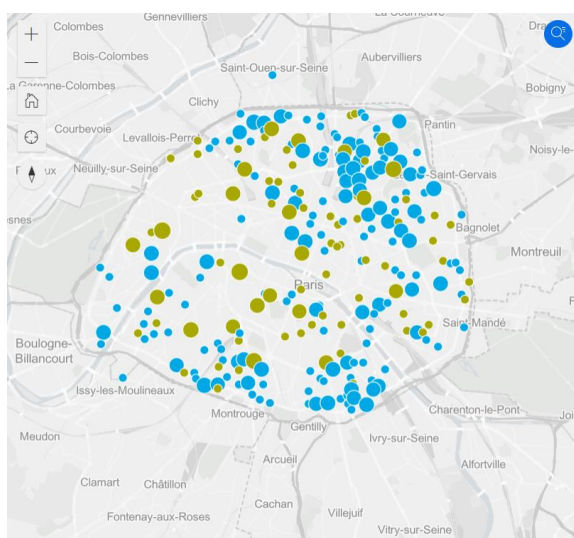 Gennevilliers
La Courneuve
Colombes
Bois-Colombes
Aubervilliers
Saint-Ouen-sur-Seine
La Garenne-Colombes
Bobigny
Clichy
Courbevoie
Pantin
Levallois-Perret
Noisy-le-
Neuilly-sur-Seine
-Saint-Gervais
Bagnolet
Montreuil
Paris
Saint-Mandé
Boulogne-
Billancourt
Issy-les-Moulineaux
Montrouge
Charenton-le-Pont
Gentilly
Meudon
Ivry-sur-Seine
Arcueil
Alfortville
Clamart
Châtillon
Cachan
Villejuif
Fontenay-aux-Roses
Vitry-sur-Seine